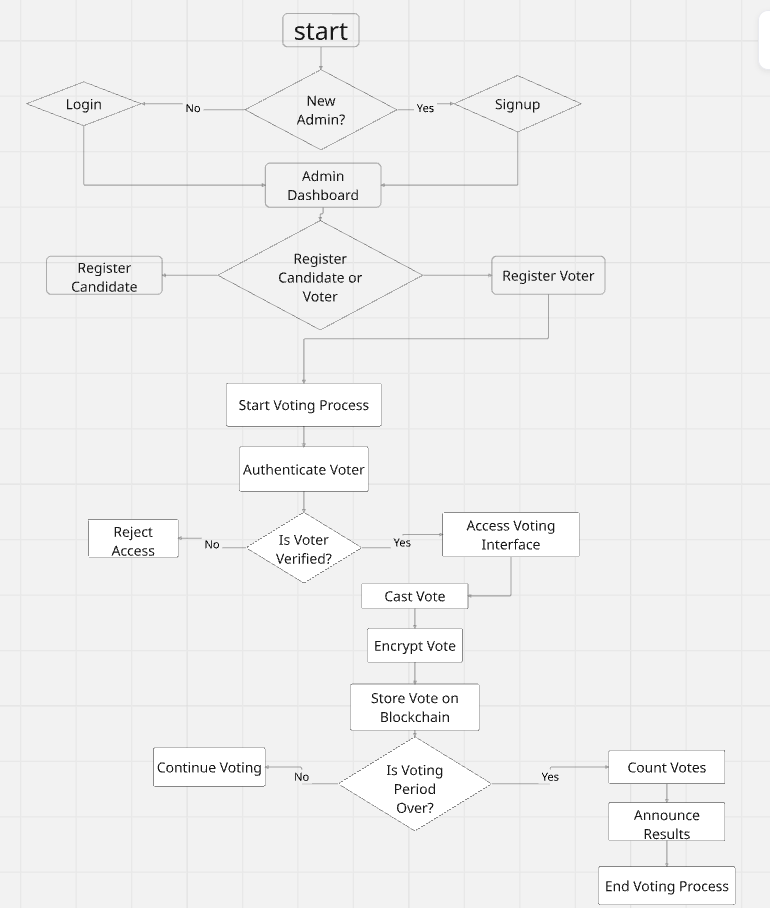 start
New
Admin?
Login
No
Yes
Signup
Admin
Dashboard
Register
Candidate or
Voter
Register
Candidate
Register Voter
Start Voting Process
Authenticate Voter
Is Voter
Verified?
Reject
Access
No
Yes
Access Voting
Interface
Cast Vote
Encrypt Vote
Store Vote on
Blockchain
Is Voting
Period
Over?
Continue Voting
No
Yes
Count Votes
Announce
Results
End Voting Process